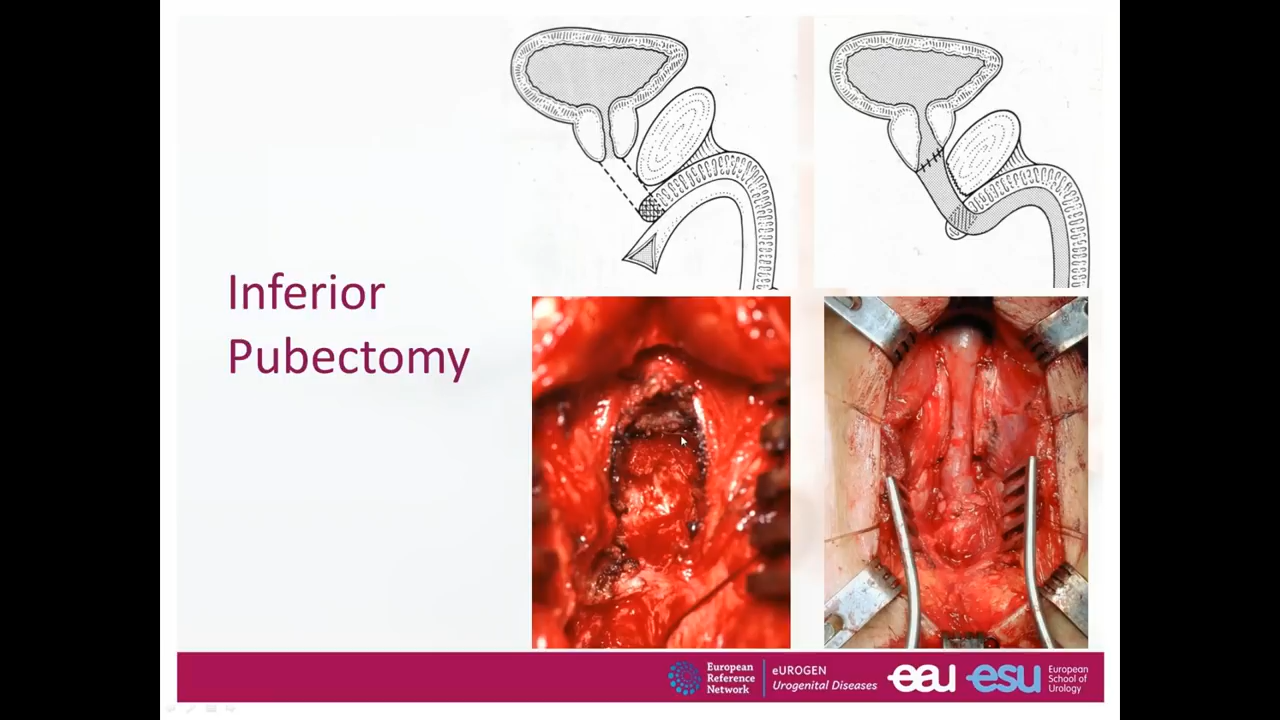 Inferior
Pubectomy
European
Reference
Network
eUROGEN
Urogenital Diseases
eau
esu
European
School of
Urology